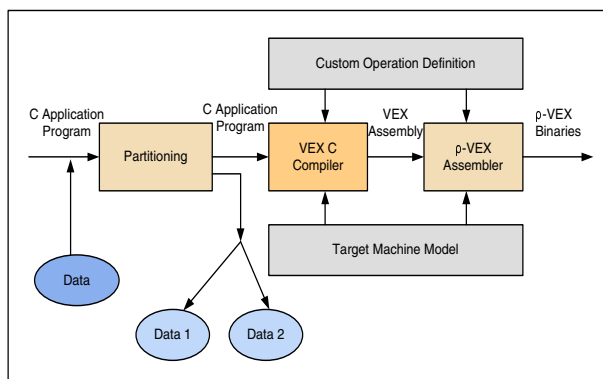 Custom Operation Definition
C Application
Program
C Application
Program
VEX
Assembly
ρ-VEX
Binaries
Partitioning
VEX C
Compiler
ρ-VEX
Assembler
Target Machine Model
Data
Data 1
Data 2